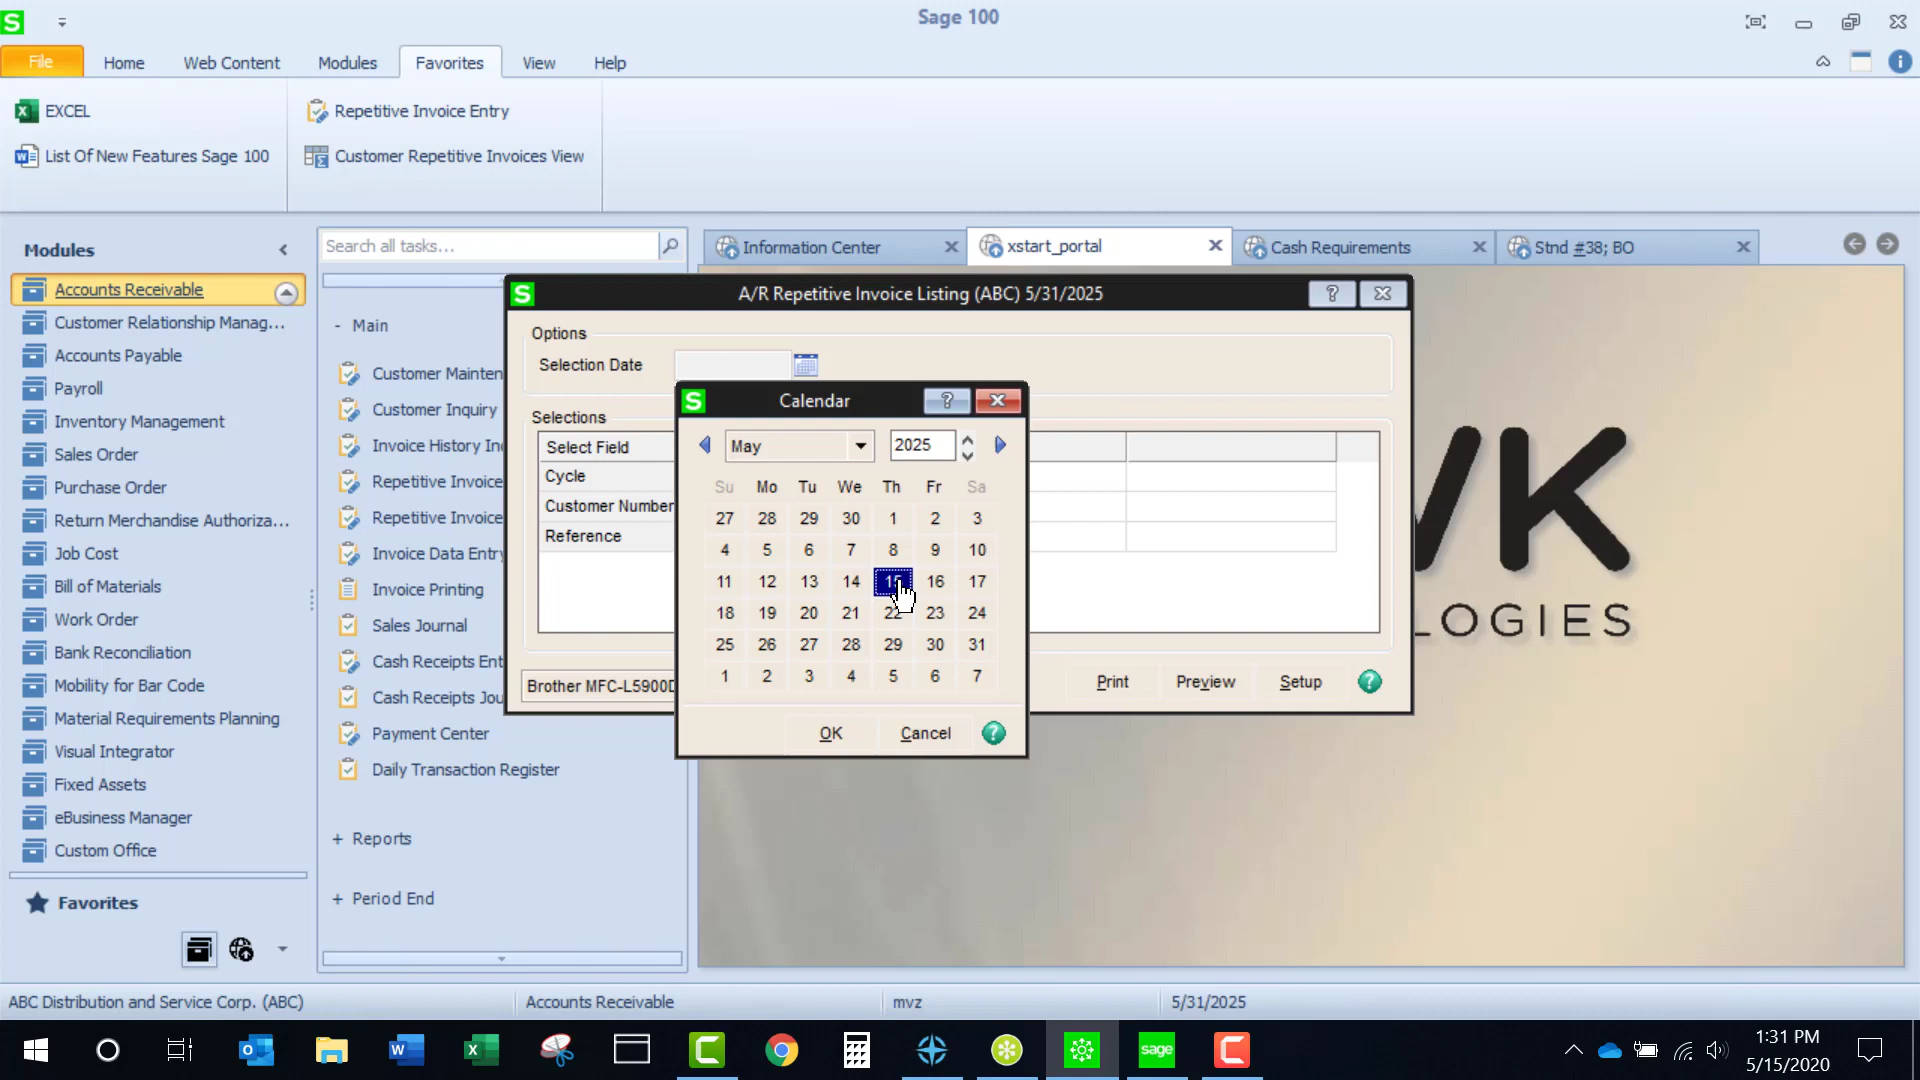 Sage 100
File
Home
Web Content
Modules
Favorites
View
Help
EXCEL
List Of New Features Sage 100
Repetitive Invoice Entry
Customer Repetitive Invoices View
Modules
Accounts Receivable
Customer Relationship Manag...
Accounts Payable
Payroll
Inventory Management
Sales Order
Purchase Order
Return Merchandise Authoriza...
Job Cost
Bill of Materials
Work Order
Bank Reconciliation
Mobility for Bar Code
Material Requirements Planning
Visual Integrator
Fixed Assets
eBusiness Manager
Custom Office
Favorites
Search all tasks...
- Main
Customer Mainten
Customer Inquiry
Invoice History In
Repetitive Invoice
Repetitive Invoice
Invoice Data Entry
Invoice Printing
Sales Journal
Cash Receipts Ent
Cash Receipts Jou
Payment Center
Daily Transaction Register
+ Reports
+ Period End
Information Center
xstart_portal
Cash Requirements
Stnd #38; BO
A/R Repetitive Invoice Listing (ABC) 5/31/2025
Options
Selection Date
Selections
Select Field
Cycle
Customer Number
Reference
Brother MFC-L5900D
Print
Preview
Setup
Calendar
May
2025
Su Mo Tu We Th Fr Sa
27 28 29 30 1 2 3
4 5 6 7 8 9 10
11 12 13 14 15 16 17
18 19 20 21 22 23 24
25 26 27 28 29 30 31
1 2 3 4 5 6 7
OK
Cancel
K
LOGIES
ABC Distribution and Service Corp. (ABC)
Accounts Receivable
mvz
5/31/2025
sage
1:31 PM
5/15/2020